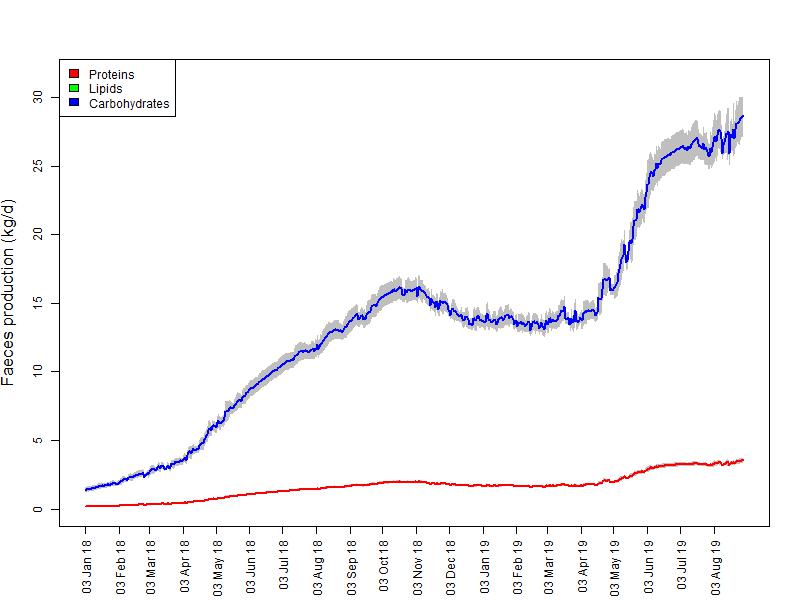 Proteins
Lipids
Carbohydrates
Faeces production (kg/d)
30
25
20
15
10
5
0
03 Jan 18
03 Feb 18
03 Mar 18
03 Apr 18
03 May 18
03 Jun 18
03 Jul 18
03 Aug 18
03 Sep 18
03 Oct 18
03 Nov 18
03 Dec 18
03 Jan 19
03 Feb 19
03 Mar 19
03 Apr 19
03 May 19
03 Jun 19
03 Jul 19
03 Aug 19